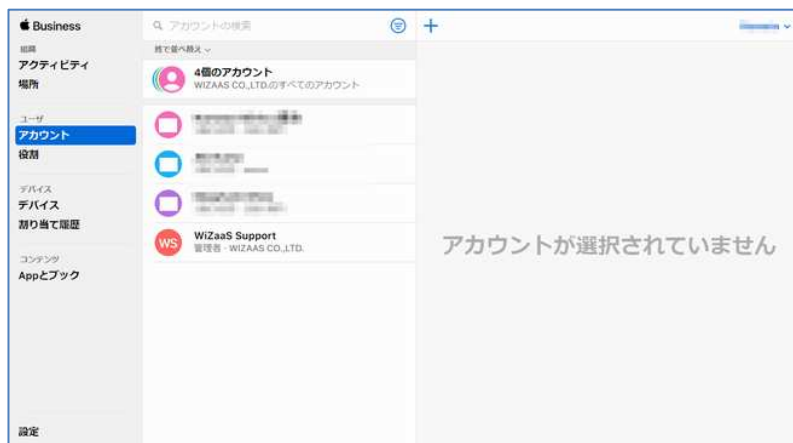 Business
組織
アクティビティ
場所
ユーザ
アカウント
役割
デバイス
デバイス
割り当て履歴
コンテンツ
Appとブック
設定
アカウントの検索
姓で並べ替え
4個のアカウント
WIZAAS CO.,LTD.のすべてのアカウント
WS
WiZaaS Support
管理者 - WIZAAS CO.,LTD.
アカウントが選択されていません